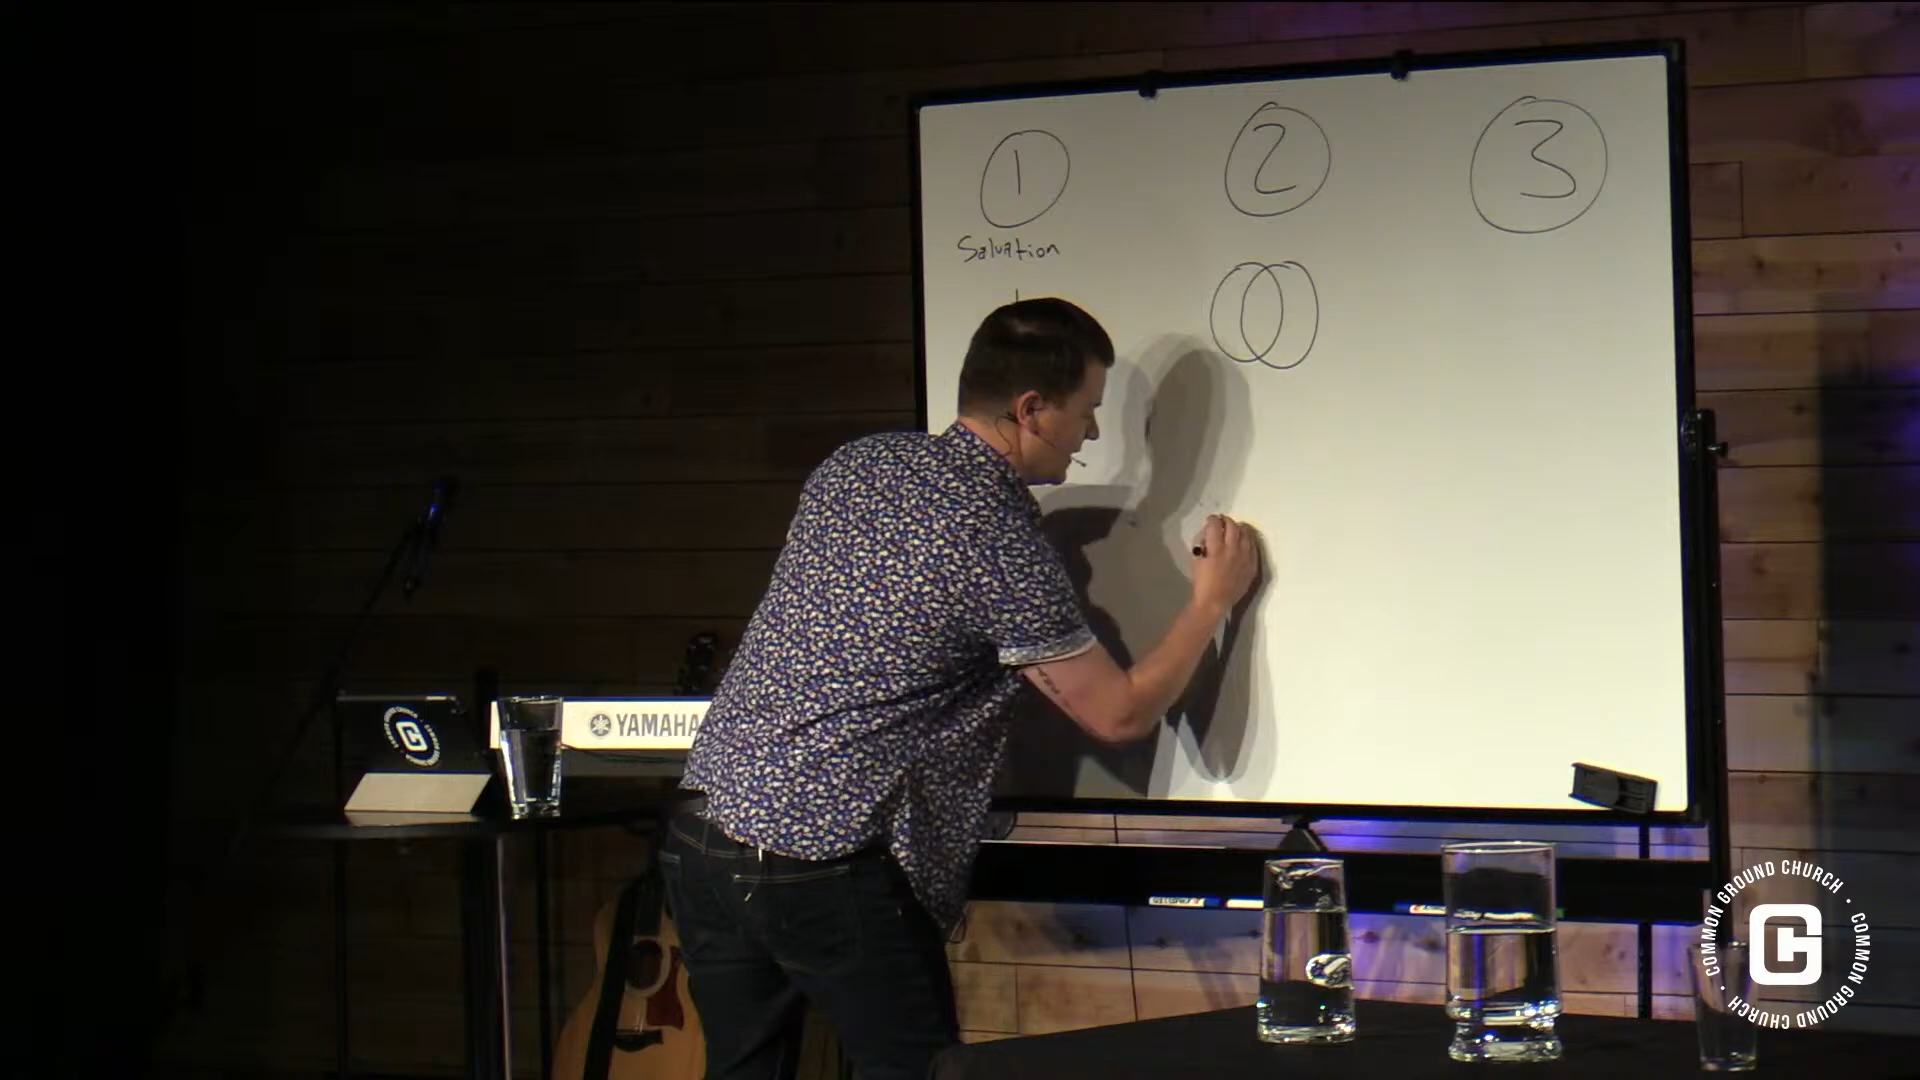 1
2
3
Salvation
YAMAHA
COMMON GROUND CHURCH • COMMON GROUND CHURCH •